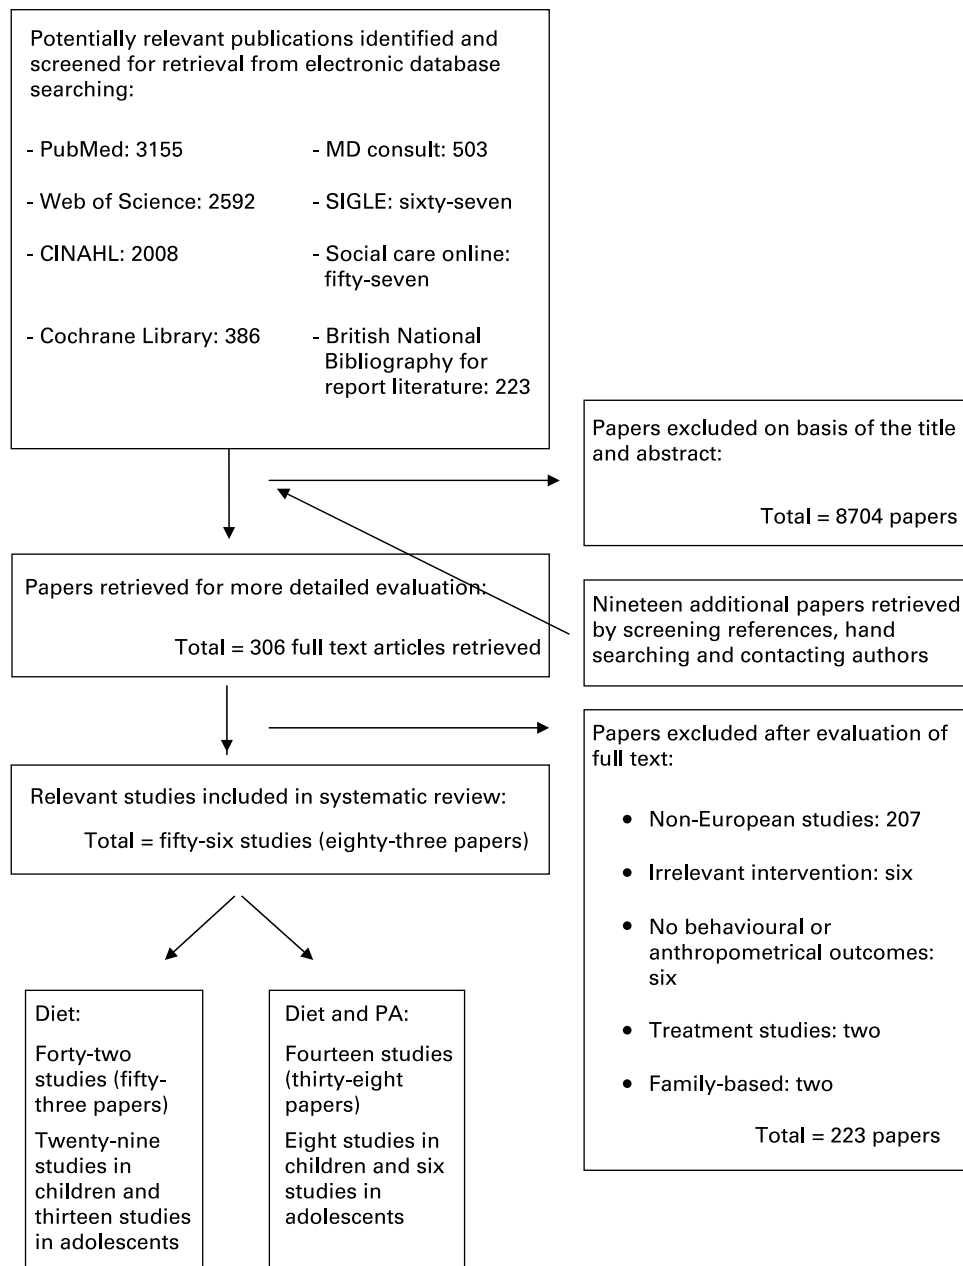 Potentially relevant publications identified and
screened for retrieval from electronic database
searching:
- PubMed: 3155
- MD consult: 503
- Web of Science: 2592
- SIGLE: sixty-seven
- CINAHL: 2008
- Social care online:
fifty-seven
- Cochrane Library: 386
- British National
Bibliography for
report literature: 223
Papers excluded on basis of the title
and abstract:
Total = 8704 papers
Papers retrieved for more detailed evaluation:
Total = 306 full text articles retrieved
Nineteen additional papers retrieved
by screening references, hand
searching and contacting authors
Papers excluded after evaluation of
full text:
• Non-European studies: 207
• Irrelevant intervention: six
• No behavioural or
anthropometrical outcomes:
six
• Treatment studies: two
• Family-based: two
Total = 223 papers
Relevant studies included in systematic review:
Total = fifty-six studies (eighty-three papers)
Diet:
Forty-two
studies (fifty-
three papers)
Twenty-nine
studies in
children and
thirteen studies
in adolescents
Diet and PA:
Fourteen studies
(thirty-eight
papers)
Eight studies in
children and six
studies in
adolescents